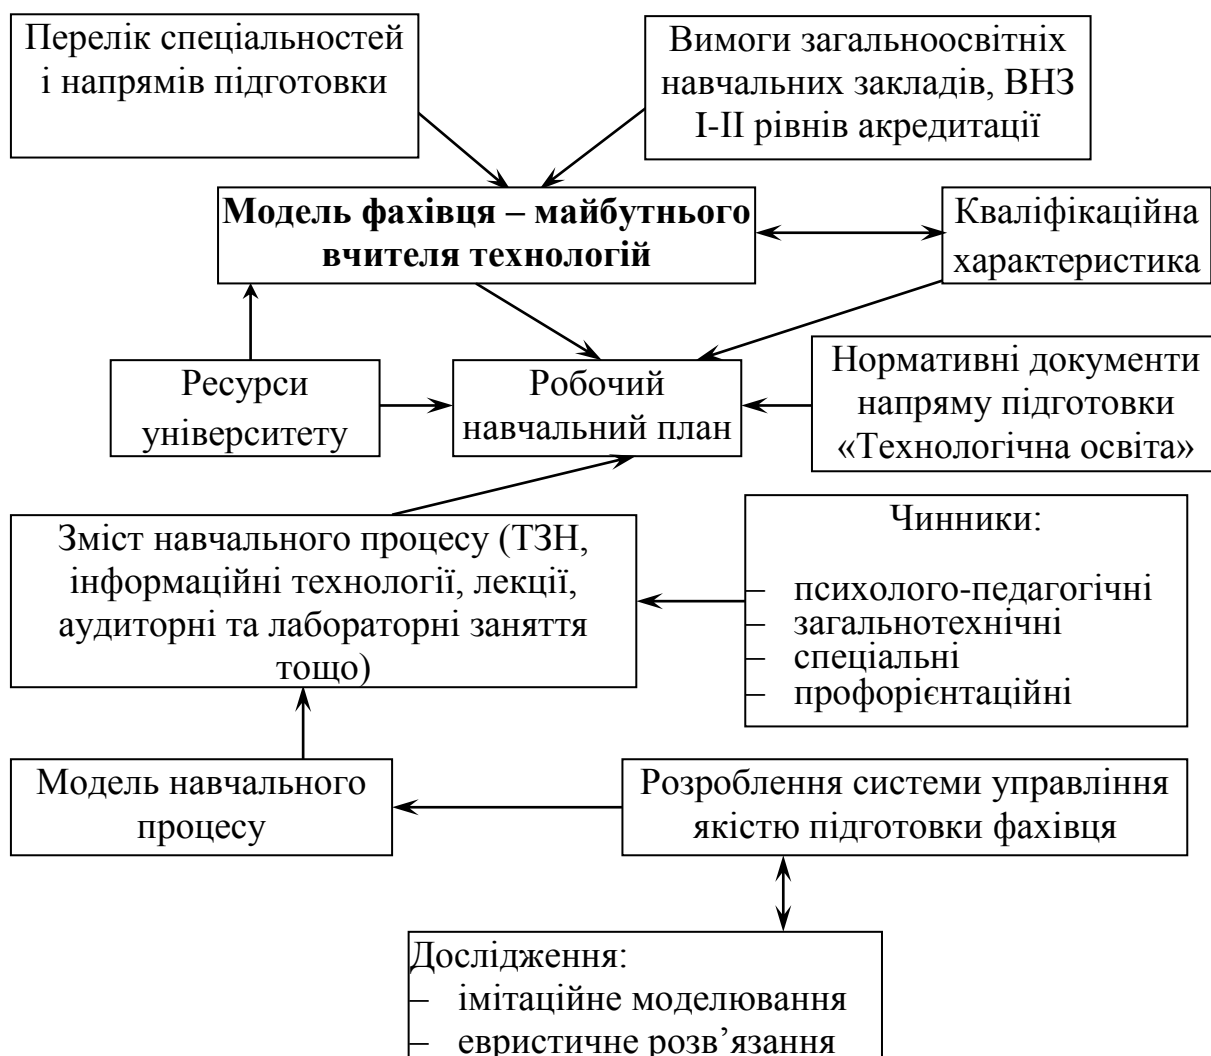 Перелік спеціальностей
і напрямів підготовки
Вимоги загальноосвітніх
навчальних закладів, ВНЗ
І-ІІ рівнів акредитації
Модель фахівця – майбутнього
вчителя технологій
Кваліфікаційна
характеристика
Ресурси
університету
Робочий
навчальний план
Нормативні документи
напряму підготовки
«Технологічна освіта»
Зміст навчального процесу (ТЗН,
інформаційні технології, лекції,
аудиторні та лабораторні заняття
тощо)
Чинники:
– психолого-педагогічні
– загальнотехнічні
– спеціальні
– профорієнтаційні
Модель навчального
процесу
Розроблення системи управління
якістю підготовки фахівця
Дослідження:
– імітаційне моделювання
– евристичне розв’язання